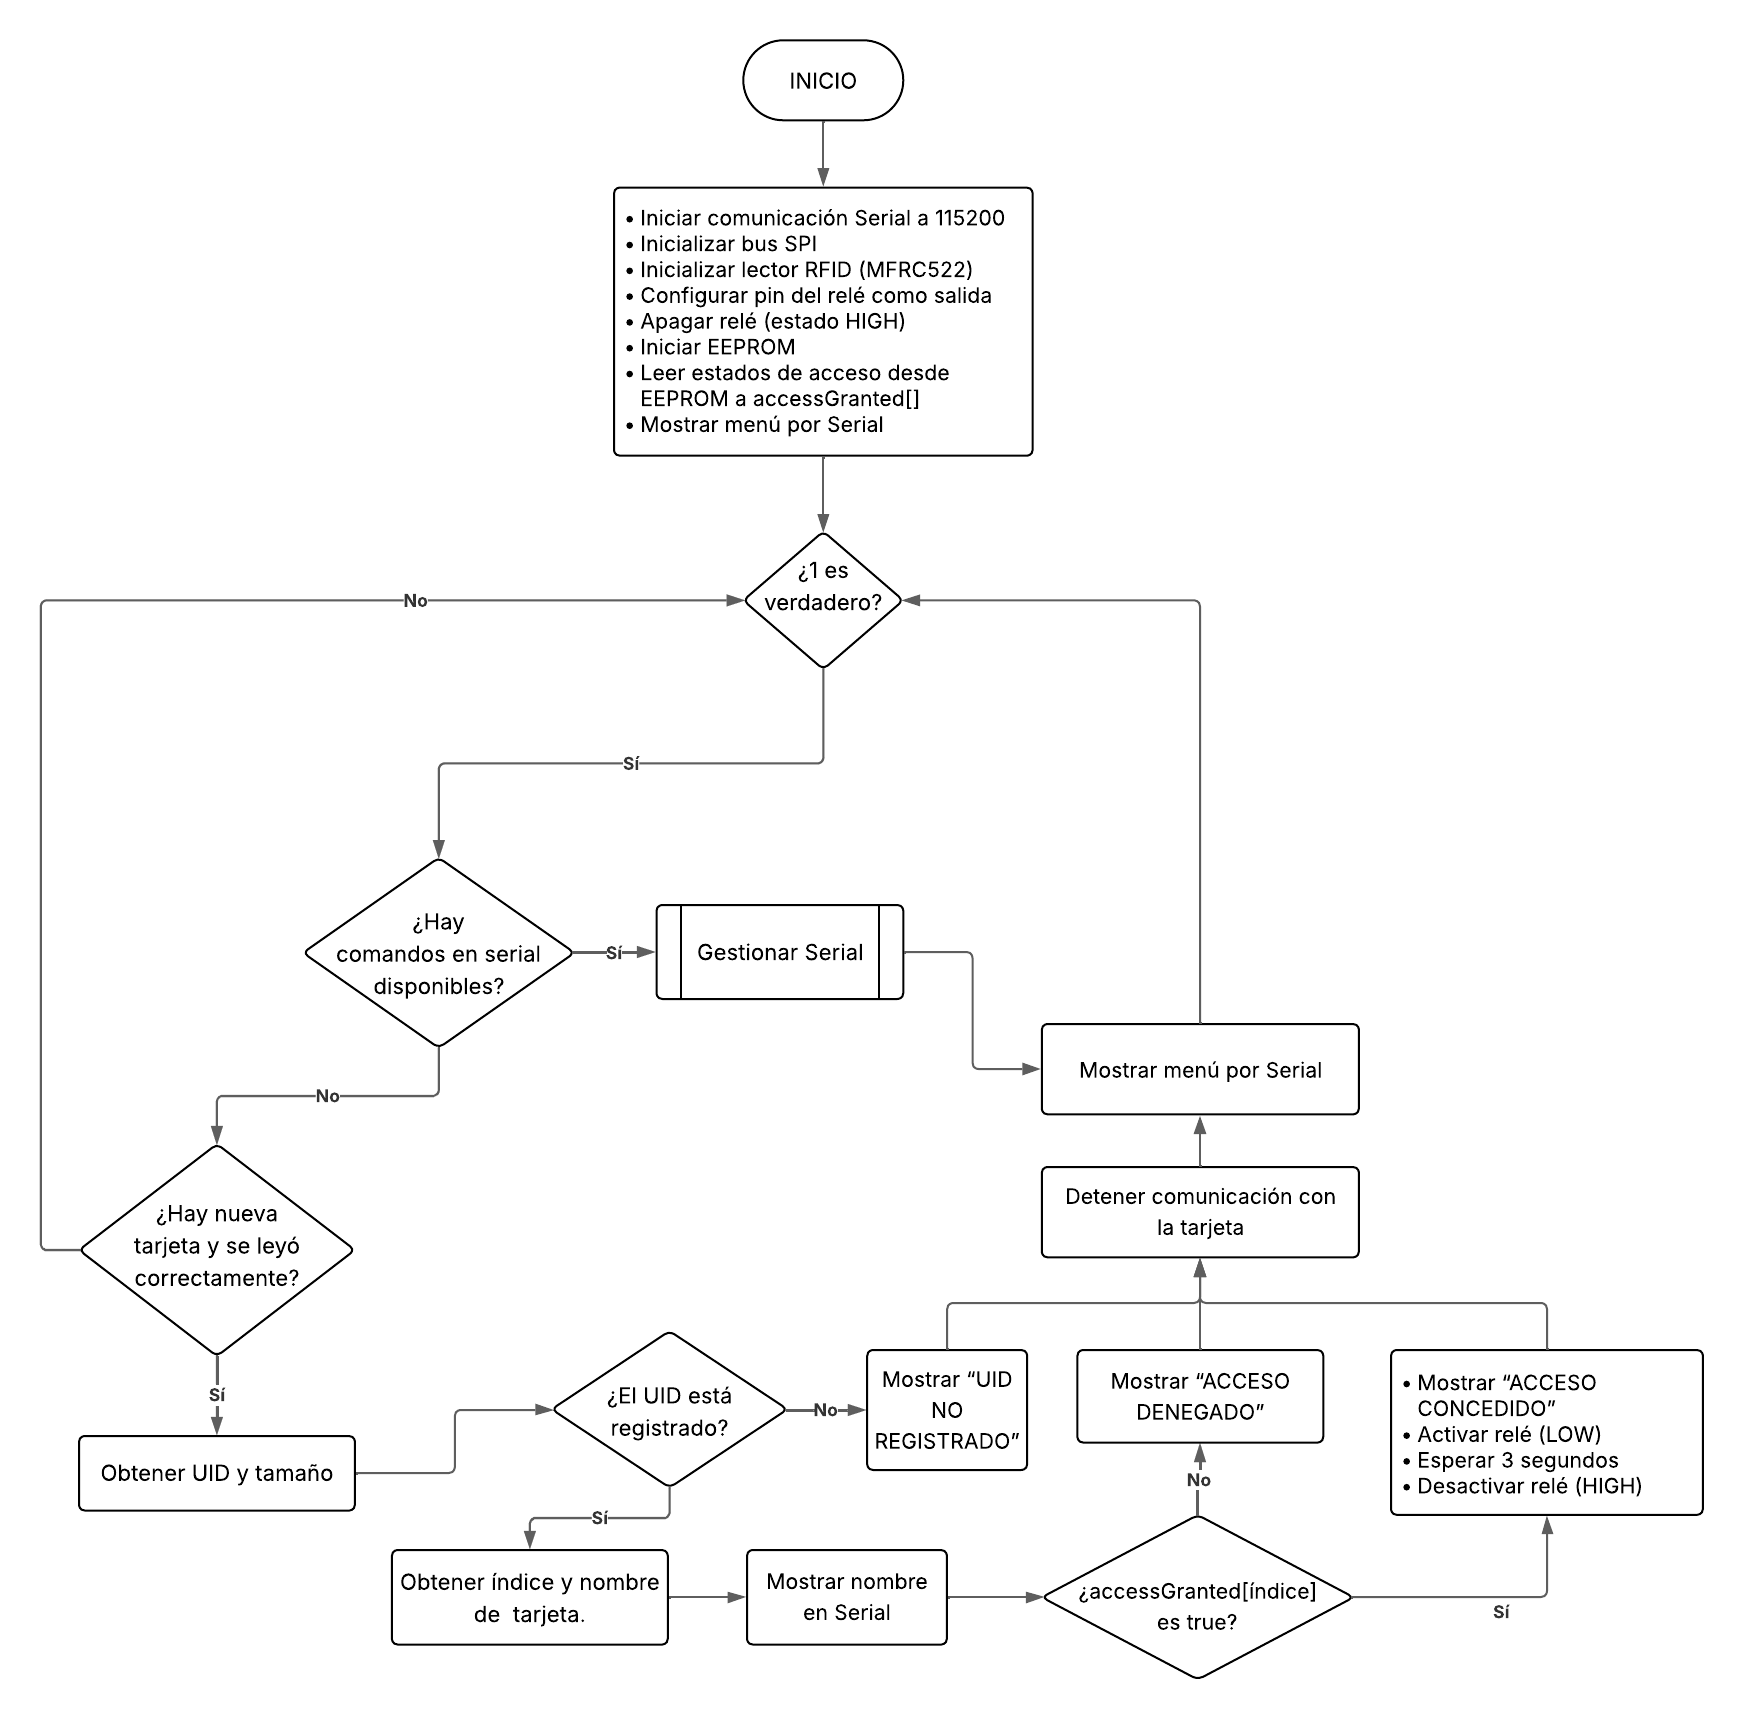 INICIO
• Iniciar comunicación Serial a 115200
• Inicializar bus SPI
• Inicializar lector RFID (MFRC522)
• Configurar pin del relé como salida
• Apagar relé (estado HIGH)
• Iniciar EEPROM
• Leer estados de acceso desde
EEPROM a accessGranted[]
• Mostrar menú por Serial
¿1 es
verdadero?
No
Sí
¿Hay
comandos en serial
disponibles?
Sí
Gestionar Serial
No
Mostrar menú por Serial
Detener comunicación con
la tarjeta
¿Hay nueva
tarjeta y se leyó
correctamente?
Sí
Obtener UID y tamaño
¿El UID está
registrado?
No
Mostrar “UID
NO
REGISTRADO”
Mostrar “ACCESO
DENEGADO”
• Mostrar “ACCESO
CONCEDIDO”
• Activar relé (LOW)
• Esperar 3 segundos
• Desactivar relé (HIGH)
Sí
No
Obtener índice y nombre
de  tarjeta.
Mostrar nombre
en Serial
¿accessGranted[índice]
es true?
Sí